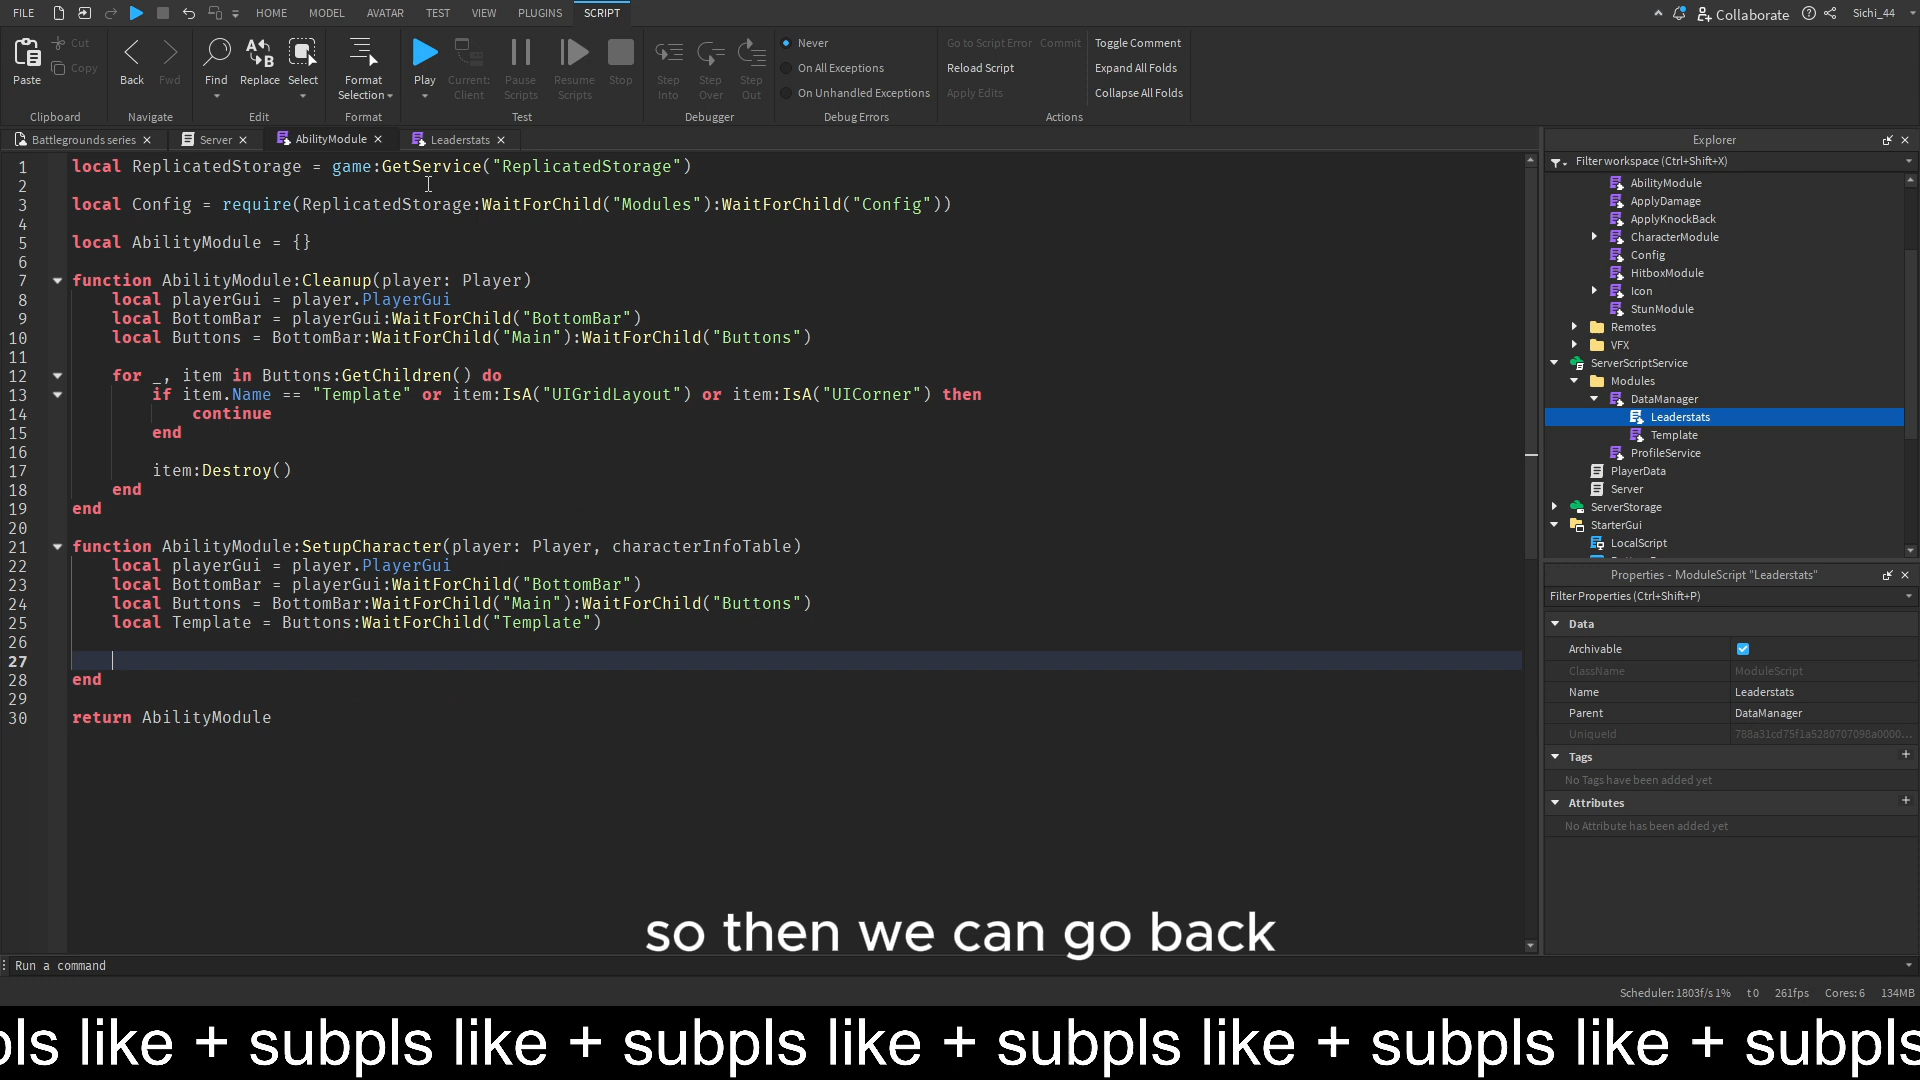 FILE HOME MODEL AVATAR TEST VIEW PLUGINS SCRIPT Collaborate Sichi_44
Paste Cut Copy Back Fwd Find Replace Select Format Selection Play Current: Client Pause Scripts Resume Scripts Stop Step Into Step Over Step Out
Never Go to Script Error Commit Toggle Comment
On All Exceptions Reload Script Expand All Folds
On Unhandled Exceptions Apply Edits Collapse All Folds
Clipboard Navigate Edit Format Test Debugger Debug Errors Actions
Battlegrounds series Server AbilityModule Leaderstats
1 local ReplicatedStorage = game:GetService("ReplicatedStorage")
2
3 local Config = require(ReplicatedStorage:WaitForChild("Modules"):WaitForChild("Config"))
4
5 local AbilityModule = {}
6
7 function AbilityModule:Cleanup(player: Player)
8 local playerGui = player.PlayerGui
9 local BottomBar = playerGui:WaitForChild("BottomBar")
10 local Buttons = BottomBar:WaitForChild("Main"):WaitForChild("Buttons")
11
12 for _, item in Buttons:GetChildren() do
13 if item.Name == "Template" or item:IsA("UIGridLayout") or item:IsA("UICorner") then
14 continue
15 end
16
17 item:Destroy()
18 end
19 end
20
21 function AbilityModule:SetupCharacter(player: Player, characterInfoTable)
22 local playerGui = player.PlayerGui
23 local BottomBar = playerGui:WaitForChild("BottomBar")
24 local Buttons = BottomBar:WaitForChild("Main"):WaitForChild("Buttons")
25 local Template = Buttons:WaitForChild("Template")
26
27
28 end
29
30 return AbilityModule
Explorer
Filter workspace (Ctrl+Shift+X)
AbilityModule
ApplyDamage
ApplyKnockBack
CharacterModule
Config
HitboxModule
Icon
StunModule
Remotes
VFX
ServerScriptService
Modules
DataManager
Leaderstats
Template
ProfileService
PlayerData
Server
ServerStorage
StarterGui
LocalScript
Properties - ModuleScript "Leaderstats"
Filter Properties (Ctrl+Shift+P)
Data
Archivable
ClassName ModuleScript
Name Leaderstats
Parent DataManager
UniqueId 788a31cd75f1a5280707098a0000...
Tags
No Tags have been added yet
Attributes
No Attribute has been added yet
so then we can go back
Run a command
Scheduler: 1803f/s 1% t0 261fps Cores: 6 134MB
pls like + subpls like + subpls like + subpls like + subpls like + subpls